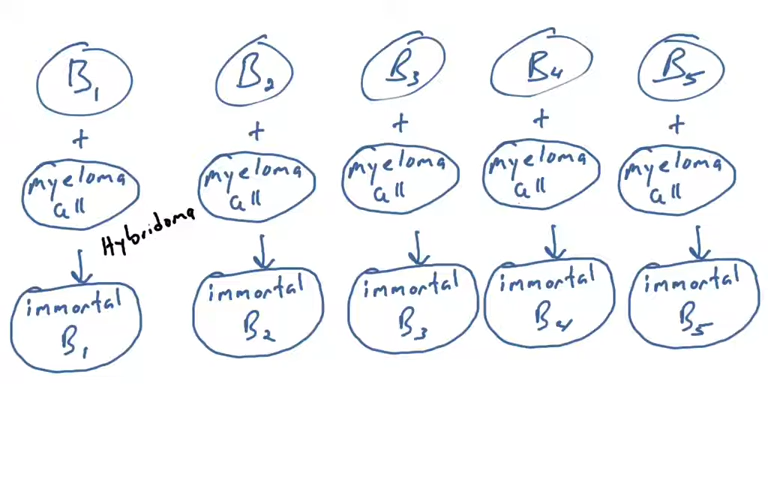 B1 B2 B3 B4 B5
+ + + + +
myeloma myeloma myeloma myeloma myeloma
cell cell cell cell cell
Hybridoma
immortal immortal immortal immortal immortal
B1 B2 B3 B4 B5